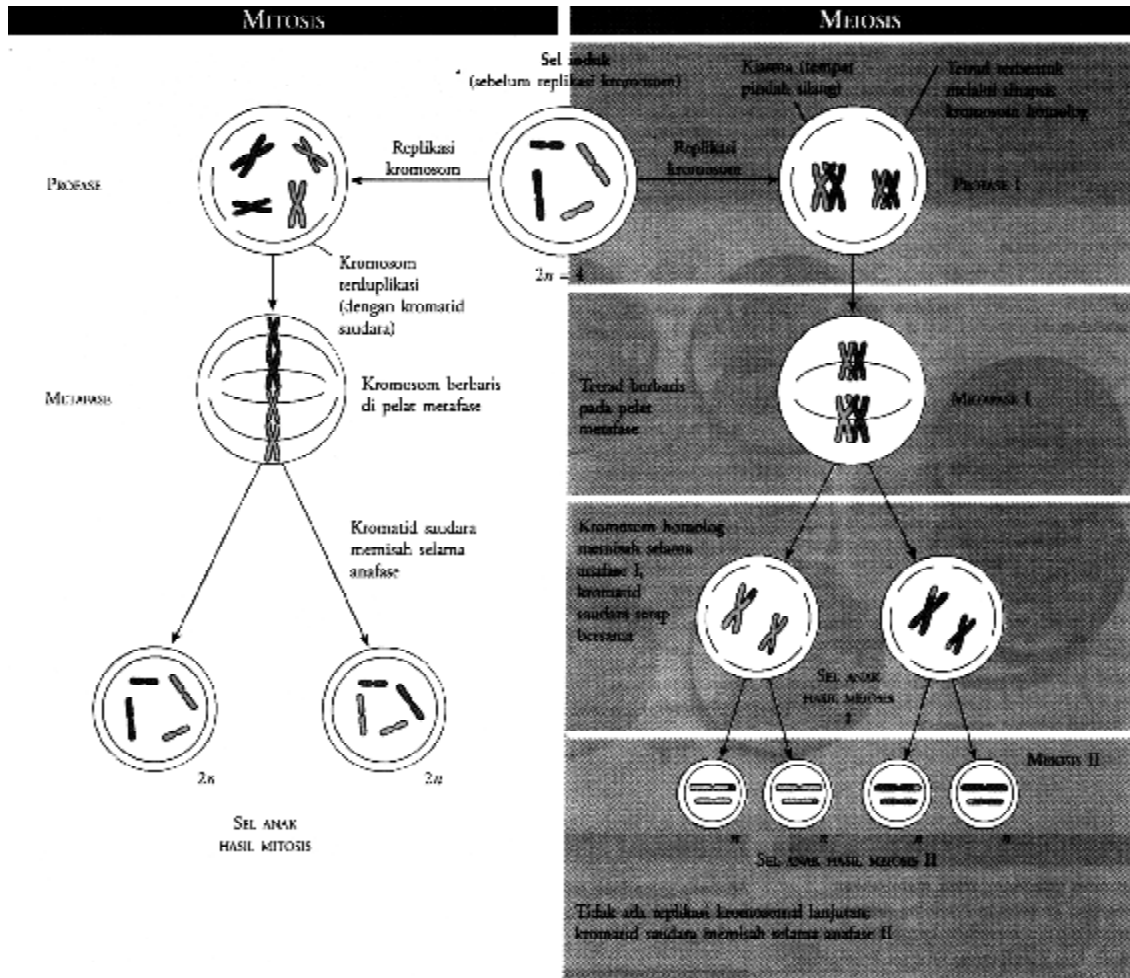 MITOSIS
MEIOSIS
Sel induk
(sebelum replikasi kromosom)
Kiasma (tempat
pindah silang)
Tetrad terbentuk
melalui sinapsis
kromosom homolog
Replikasi
kromosom
Replikasi
kromosom
PROFASE
PROFASE I
Kromosom
terduplikasi
(dengan kromatid
saudara)
2n = 4
METAFASE
Kromosom berbaris
di pelat metafase
Tetrad berbaris
pada pelat
metafase
METAFASE I
Kromatid saudara
memisah selama
anafase
Kromosom homolog
memisah selama
anafase I,
kromatid
saudara tetap
bersama
SEL ANAK
HASIL MEIOSIS
I
2n
2n
MEIOSIS II
n
n
n
n
SEL ANAK
HASIL MITOSIS
SEL ANAK HASIL MEIOSIS II
Tidak ada replikasi kromosomal lanjutan;
kromatid saudara memisah selama anafase II